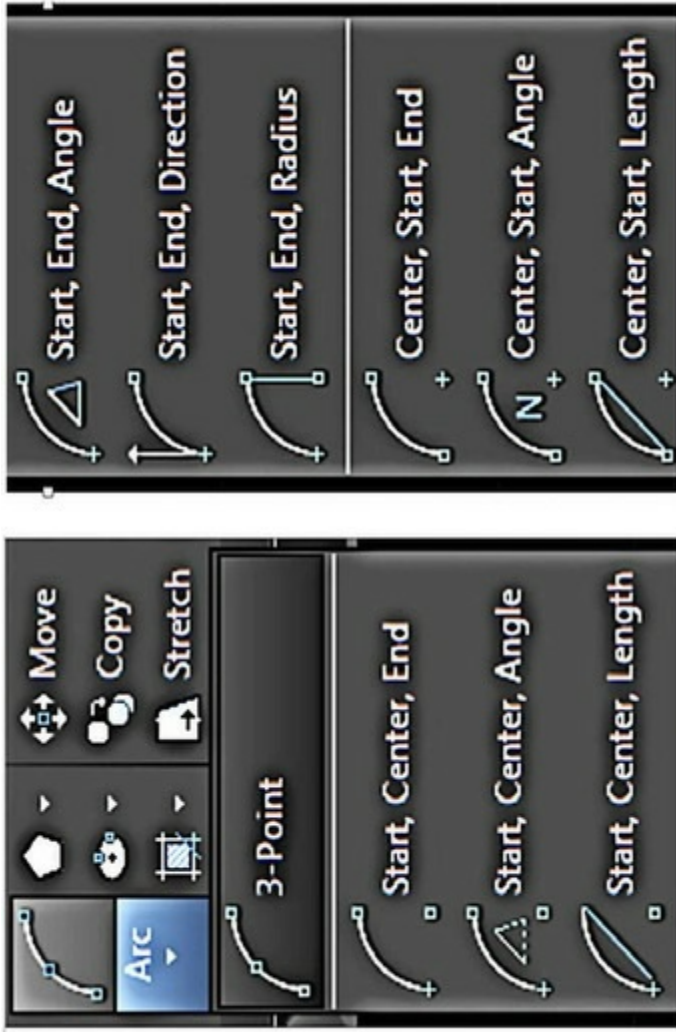 Move
Copy
Stretch
Arc
3-Point
Start, Center, End
Start, Center, Angle
Start, Center, Length
Start, End, Angle
Start, End, Direction
Start, End, Radius
Center, Start, End
Center, Start, Angle
N
Center, Start, Length